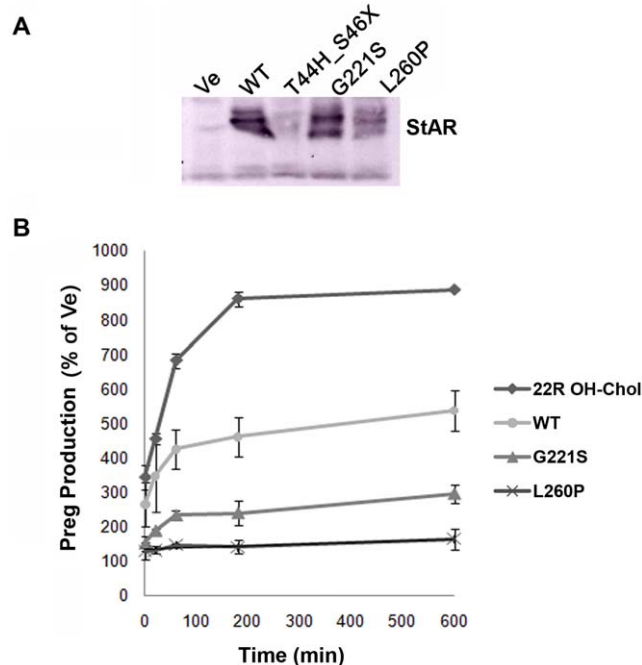 A
Ve
WT
T44H_S46X
G221S
L260P
StAR
B
Preg Production (% of Ve)
1000
900
800
700
600
500
400
300
200
100
0
0
100
200
300
400
500
600
Time (min)
22R OH-Chol
WT
G221S
L260P